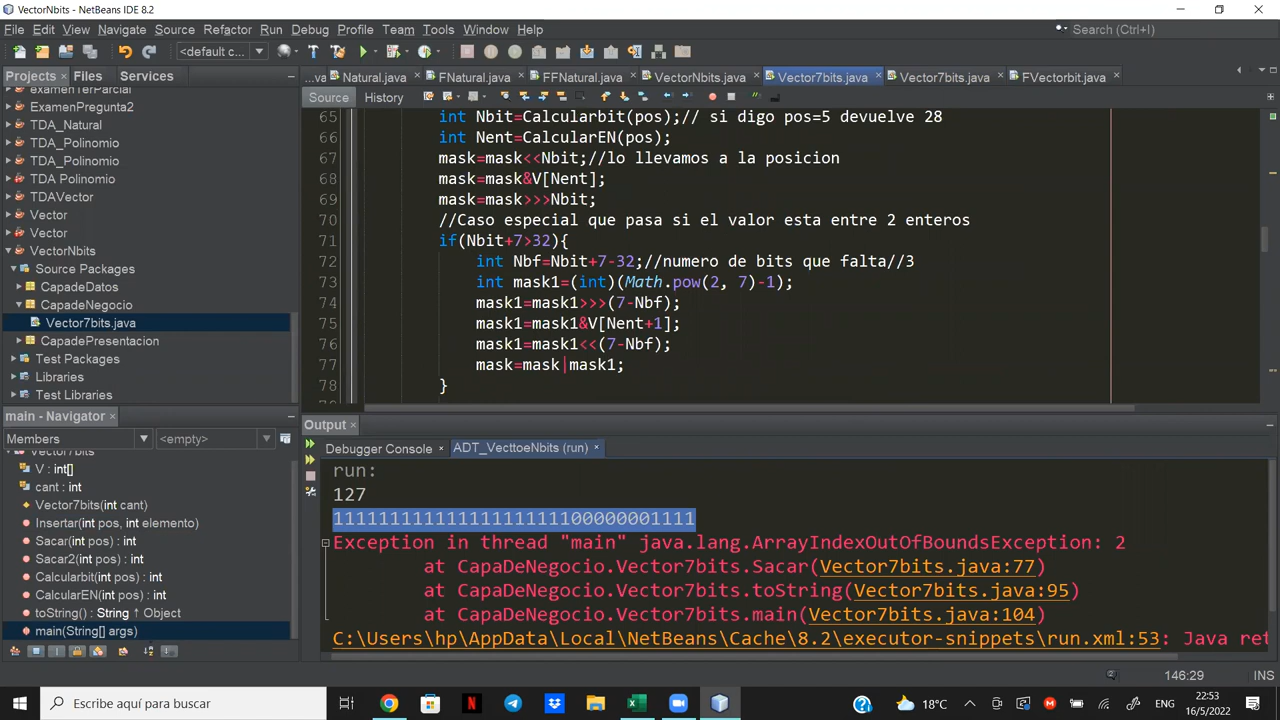 VectorNbits - NetBeans IDE 8.2
File Edit View Navigate Source Refactor Run Debug Profile Team Tools Window Help
Search (Ctrl+I)
<default c...
Projects Files Services
...va Natural.java FNatural.java FFNatural.java VectorNbits.java Vector7bits.java Vector7bits.java FVectorbit.java
Source History
ExamenTerParcial
ExamenPregunta2
TDA_Natural
TDA_Polinomio
TDA_Polinomio
TDA Polinomio
TDAVector
Vector
Vector
VectorNbits
Source Packages
CapadeDatos
CapadeNegocio
Vector7bits.java
CapadePresentacion
Test Packages
Libraries
Test Libraries
65 int Nbit=Calcularbit(pos);// si digo pos=5 devuelve 28
66 int Nent=CalcularEN(pos);
67 mask=mask<<Nbit;//lo llevamos a la posicion
68 mask=mask&V[Nent];
69 mask=mask>>>Nbit;
70 //Caso especial que pasa si el valor esta entre 2 enteros
71 if(Nbit+7>32){
72 int Nbf=Nbit+7-32;//numero de bits que falta//3
73 int mask1=(int)(Math.pow(2, 7)-1);
74 mask1=mask1>>>(7-Nbf);
75 mask1=mask1&V[Nent+1];
76 mask1=mask1<<(7-Nbf);
77 mask=mask|mask1;
78 }
main - Navigator
Members <empty>
Vector7bits
V : int[]
cant : int
Vector7bits(int cant)
Insertar(int pos, int elemento)
Sacar(int pos) : int
Sacar2(int pos) : int
Calcularbit(int pos) : int
CalcularEN(int pos) : int
toString() : String ↑ Object
main(String[] args)
Output
Debugger Console ADT_VecttoeNbits (run)
run:
127
11111111111111111111100000001111
Exception in thread "main" java.lang.ArrayIndexOutOfBoundsException: 2
at CapaDeNegocio.Vector7bits.Sacar(Vector7bits.java:77)
at CapaDeNegocio.Vector7bits.toString(Vector7bits.java:95)
at CapaDeNegocio.Vector7bits.main(Vector7bits.java:104)
C:\Users\hp\AppData\Local\NetBeans\Cache\8.2\executor-snippets\run.xml:53: Java ret
146:29 INS
Escribe aquí para buscar
18°C
ENG
22:53
16/5/2022